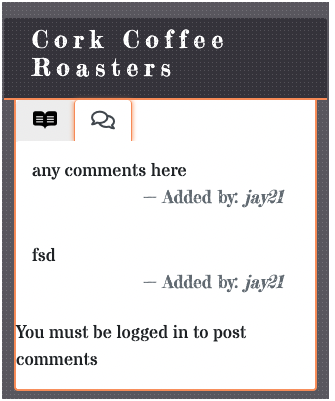 Cork Coffee
Roasters
any comments here
— Added by: jay21
fsd
— Added by: jay21
You must be logged in to post
comments